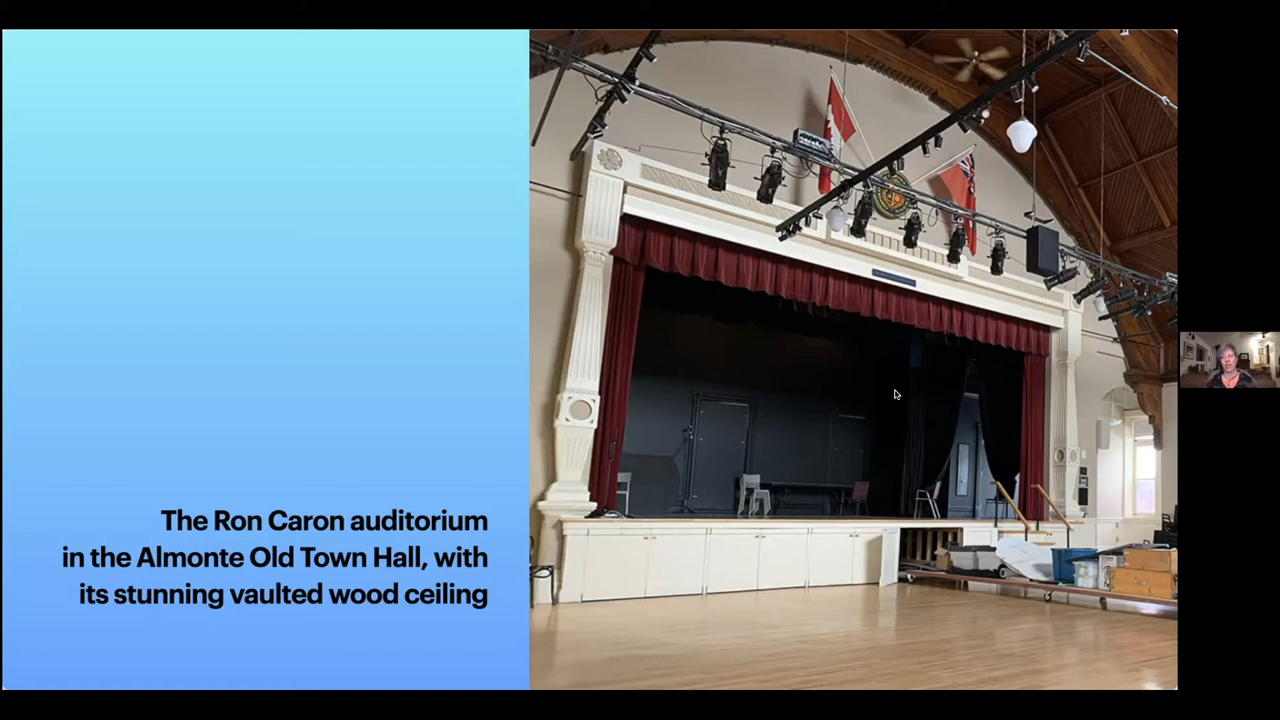 The Ron Caron auditorium
in the Almonte Old Town Hall, with
its stunning vaulted wood ceiling